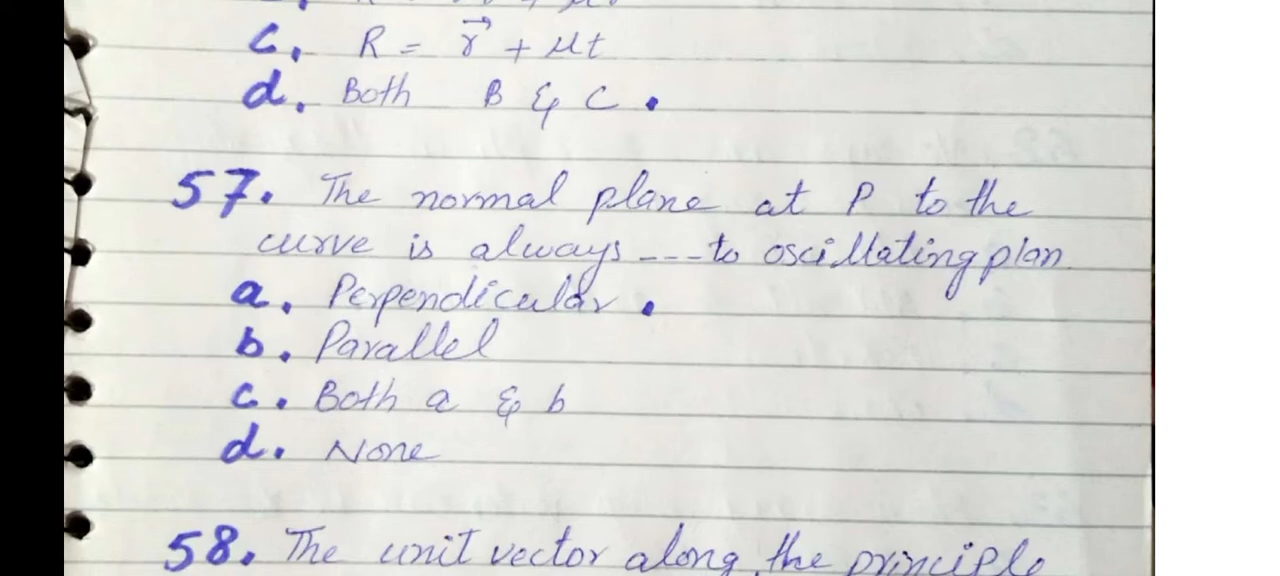 c. R = r⃗ + μt
d. Both B & C .
57. The normal plane at P to the
curve is always --- to oscillating plan
a. Perpendicular .
b. Parallel
c. Both a & b
d. None
58. The unit vector along the principle